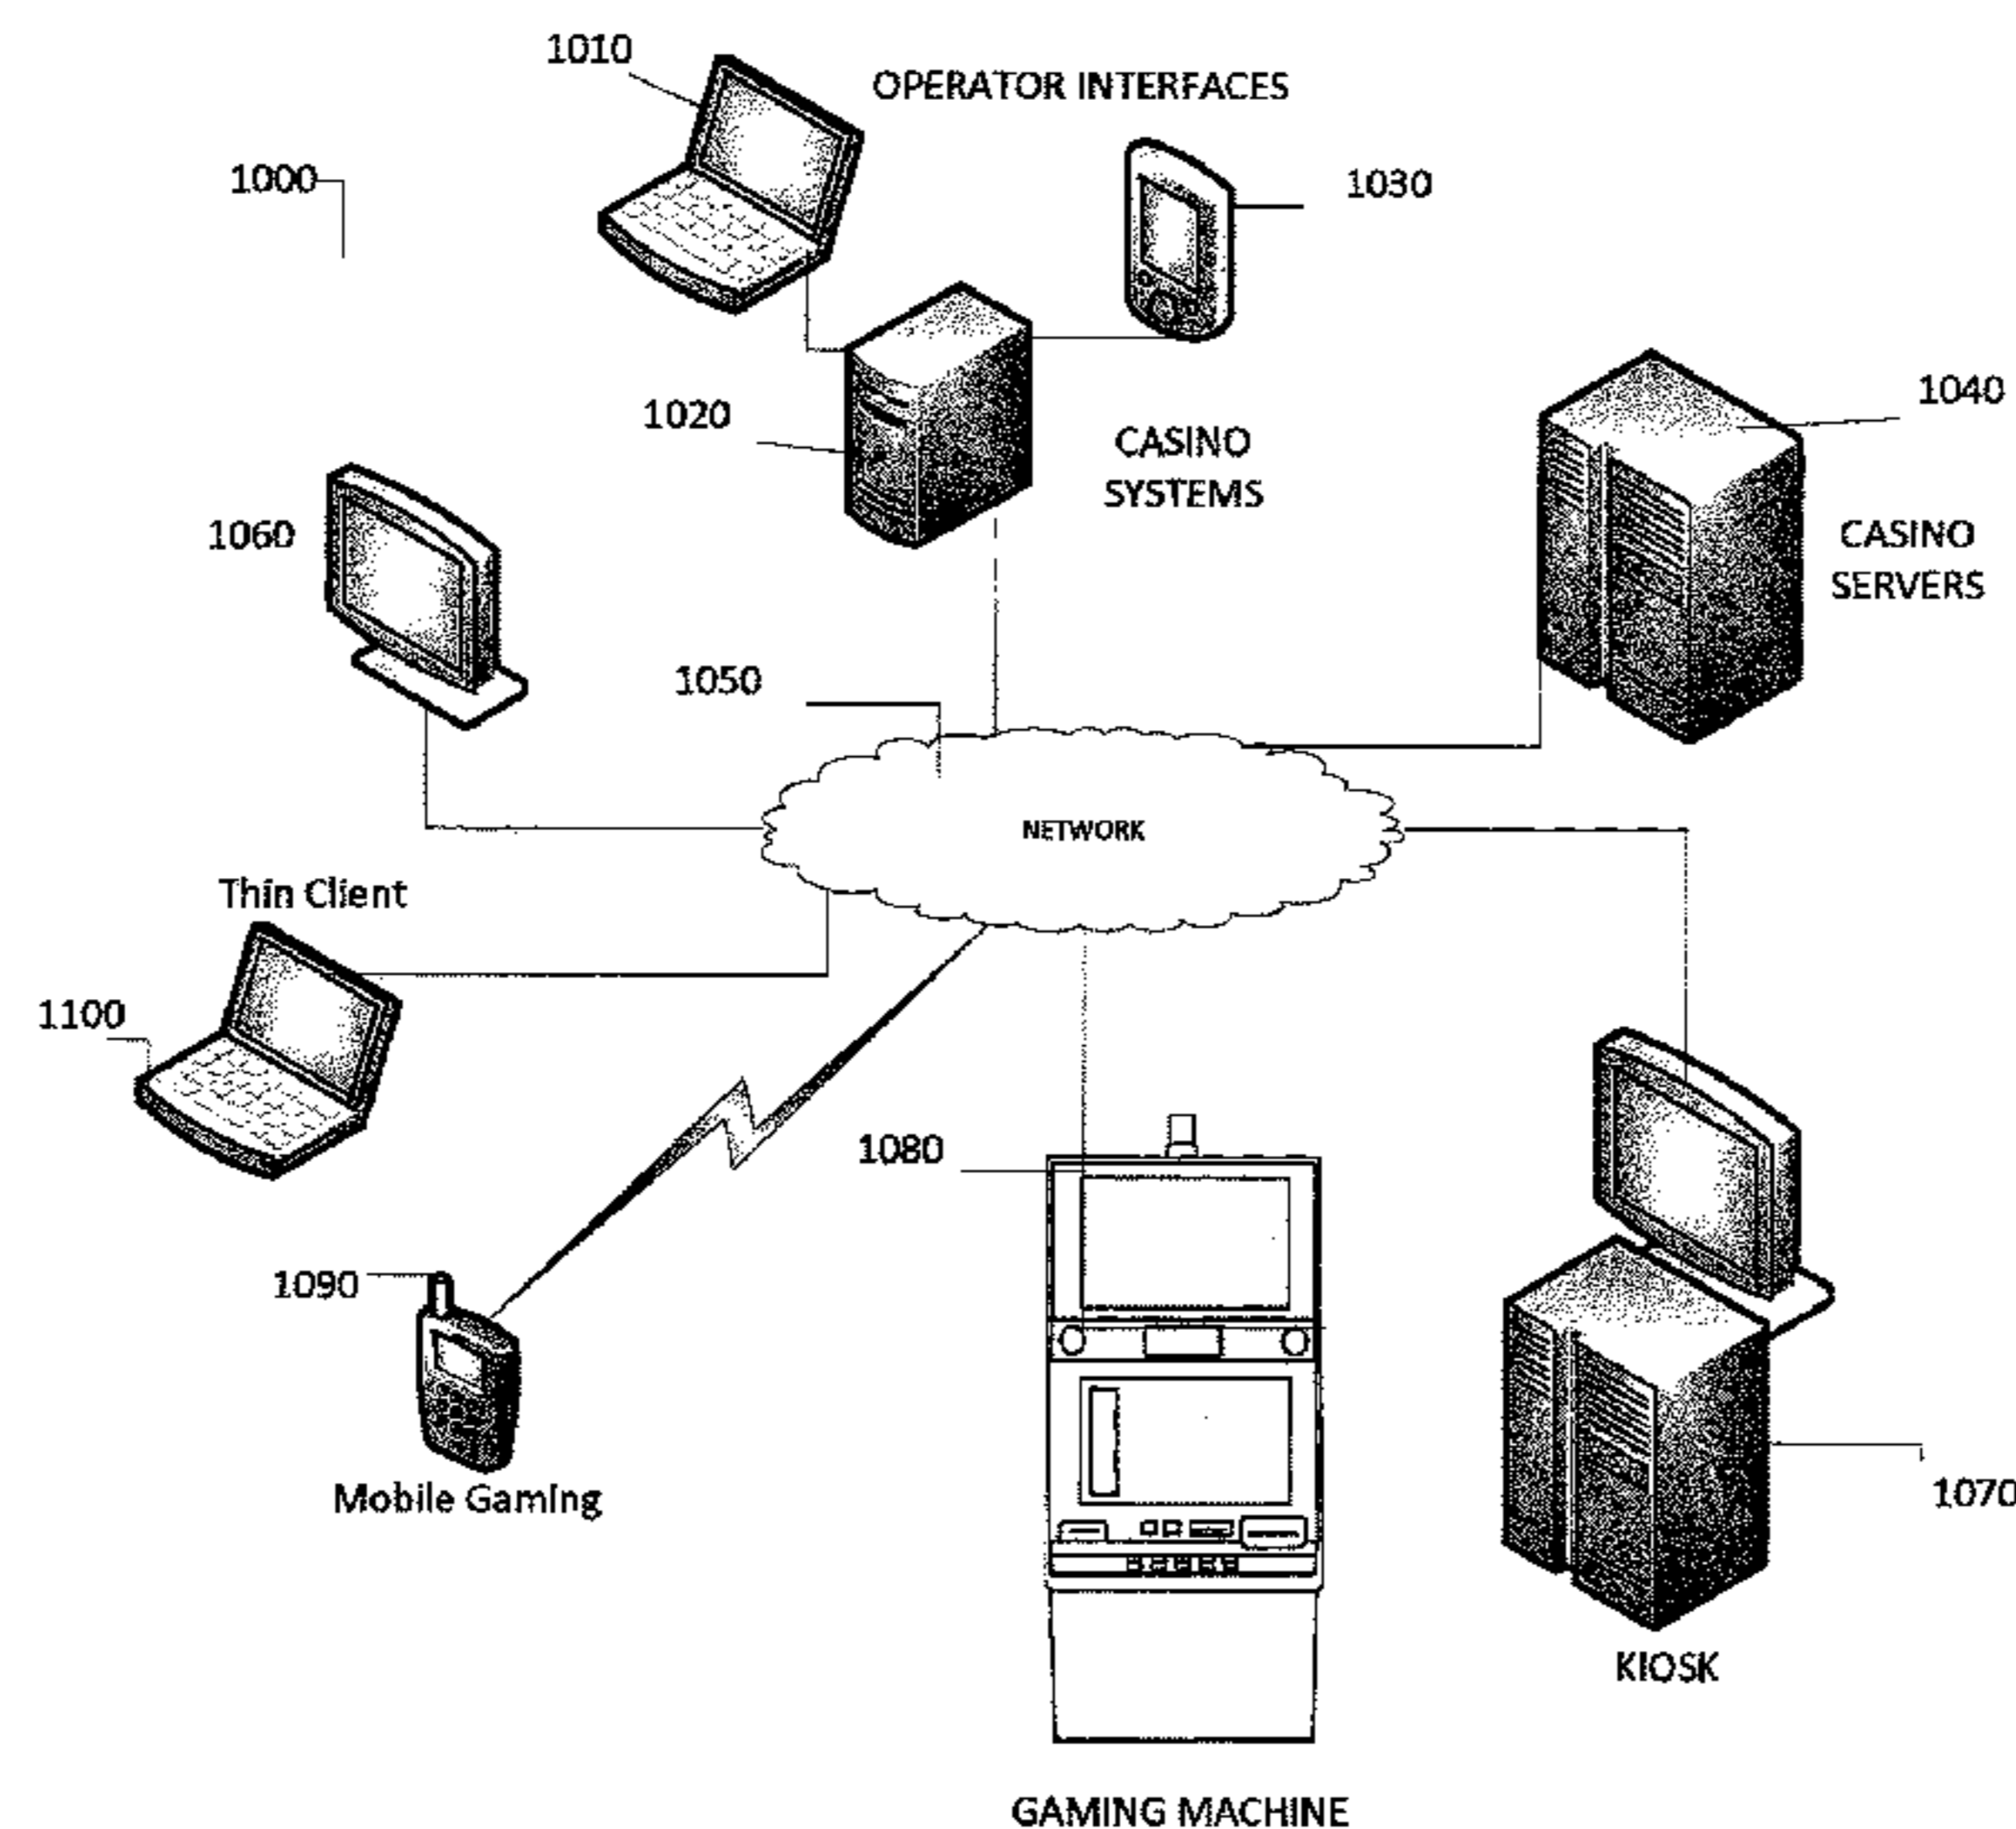 1010
OPERATOR INTERFACES
1000
1030
1040
1020
CASINO
SYSTEMS
1060
CASINO
SERVERS
1050
NETWORK
Thin Client
1100
1080
1090
Mobile Gaming
1070
KIOSK
GAMING MACHINE